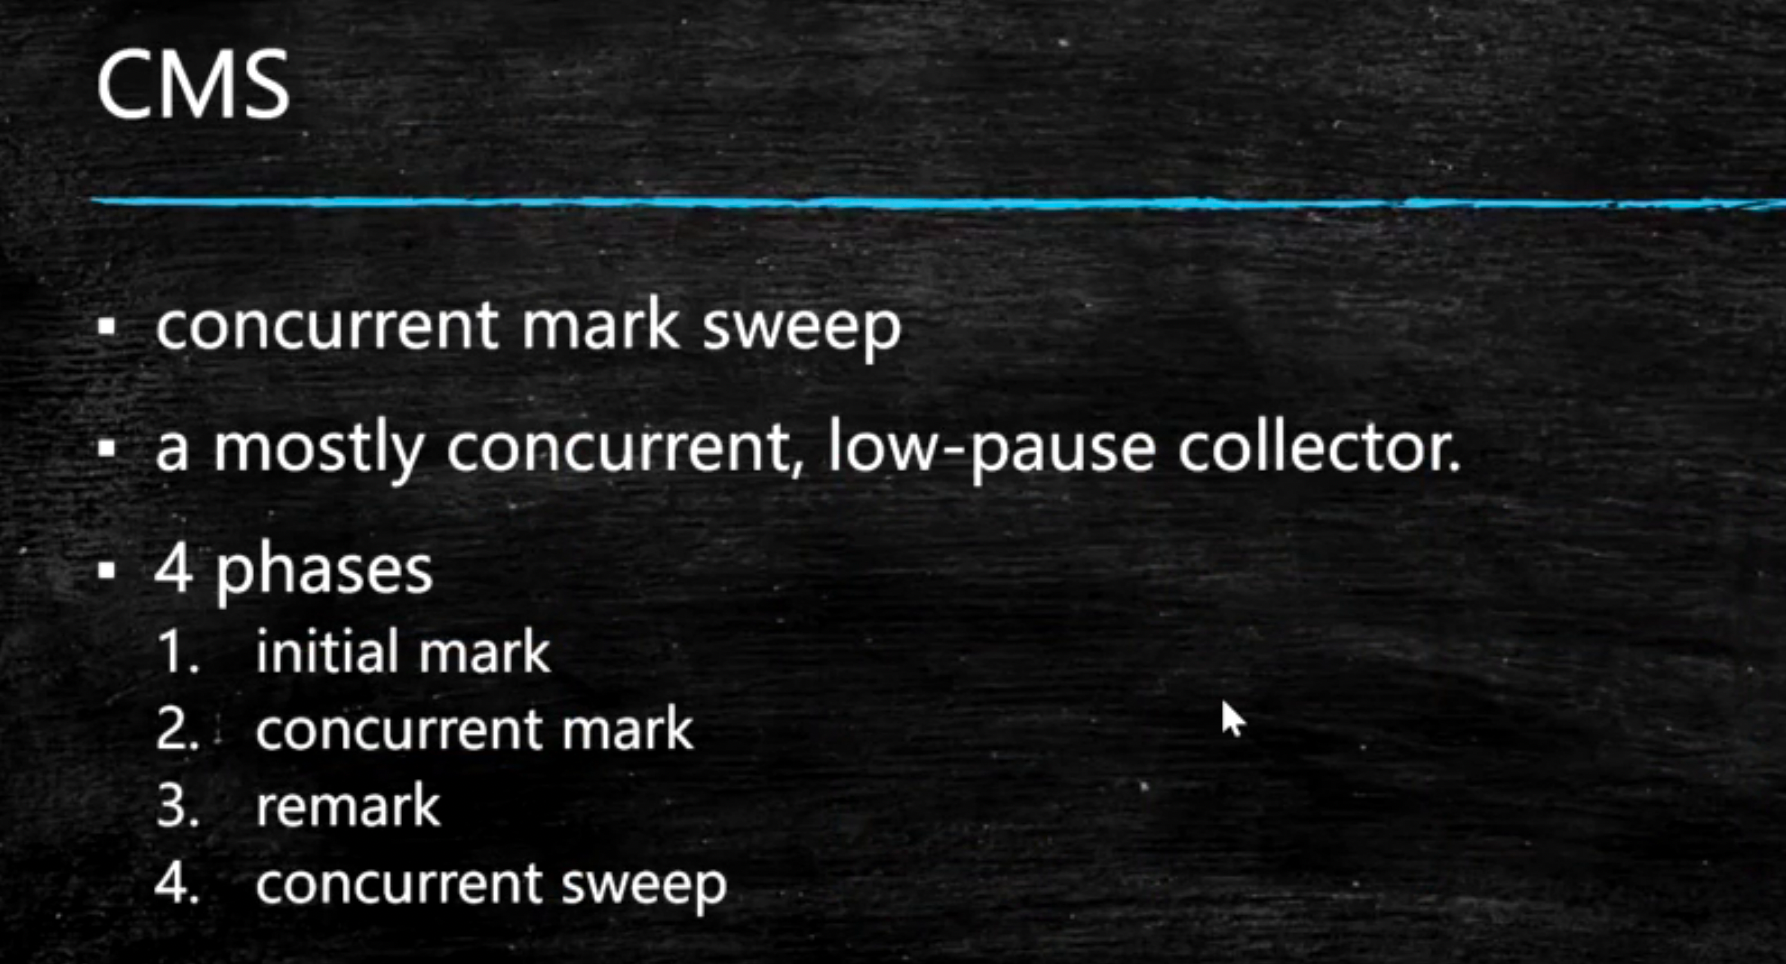 CMS
▪ concurrent mark sweep
▪ a mostly concurrent, low-pause collector.
▪ 4 phases
1. initial mark
2. concurrent mark
3. remark
4. concurrent sweep